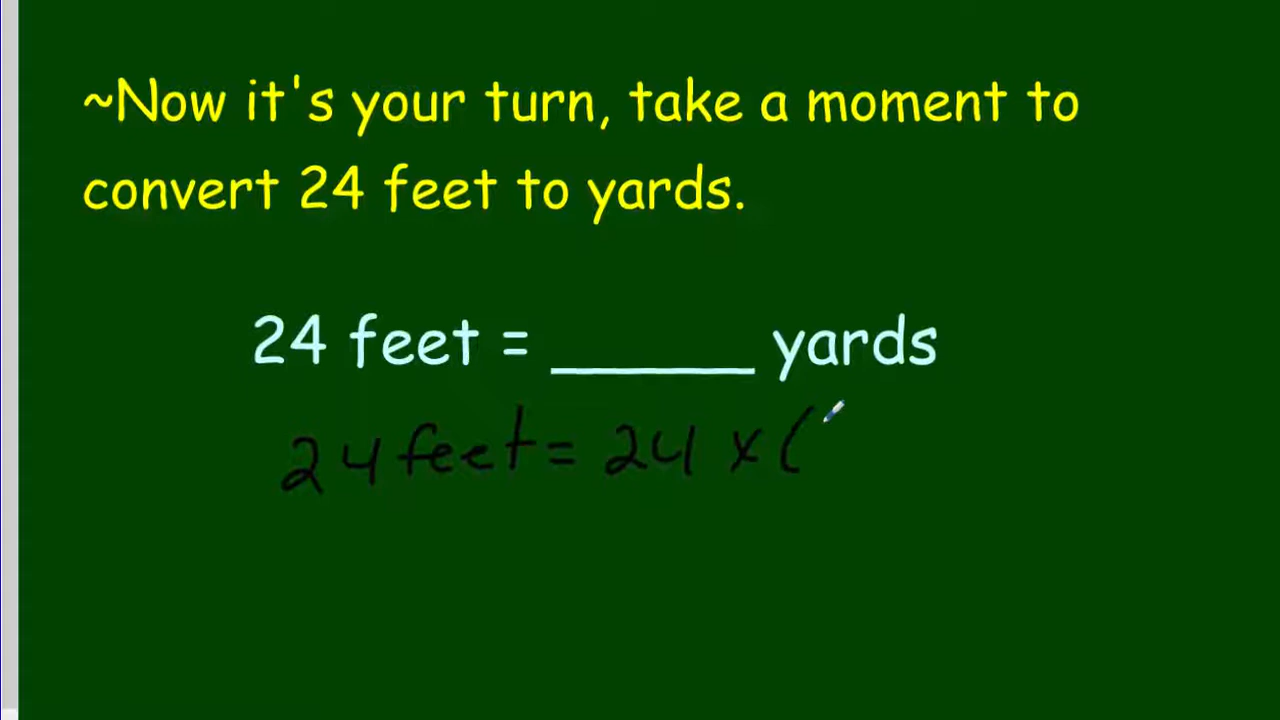 ~Now it's your turn, take a moment to
convert 24 feet to yards.
24 feet = ______ yards
24 feet = 24 x (